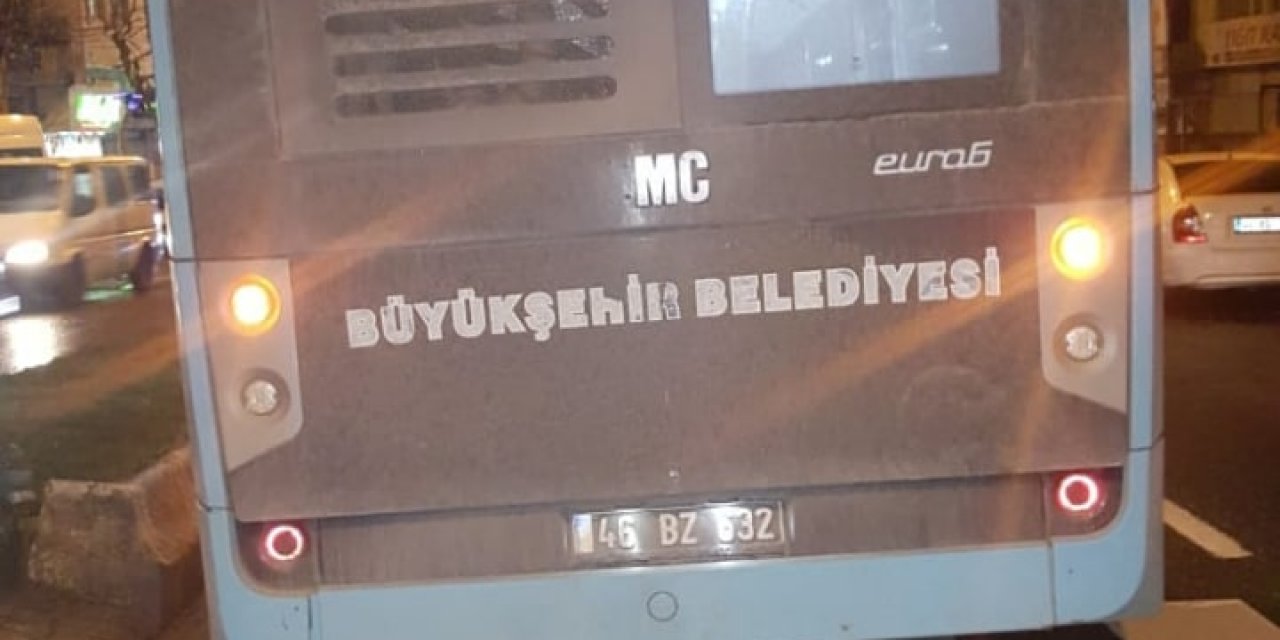 MC
euro6
BÜYÜKŞEHİR BELEDİYESİ
46 BZ 632